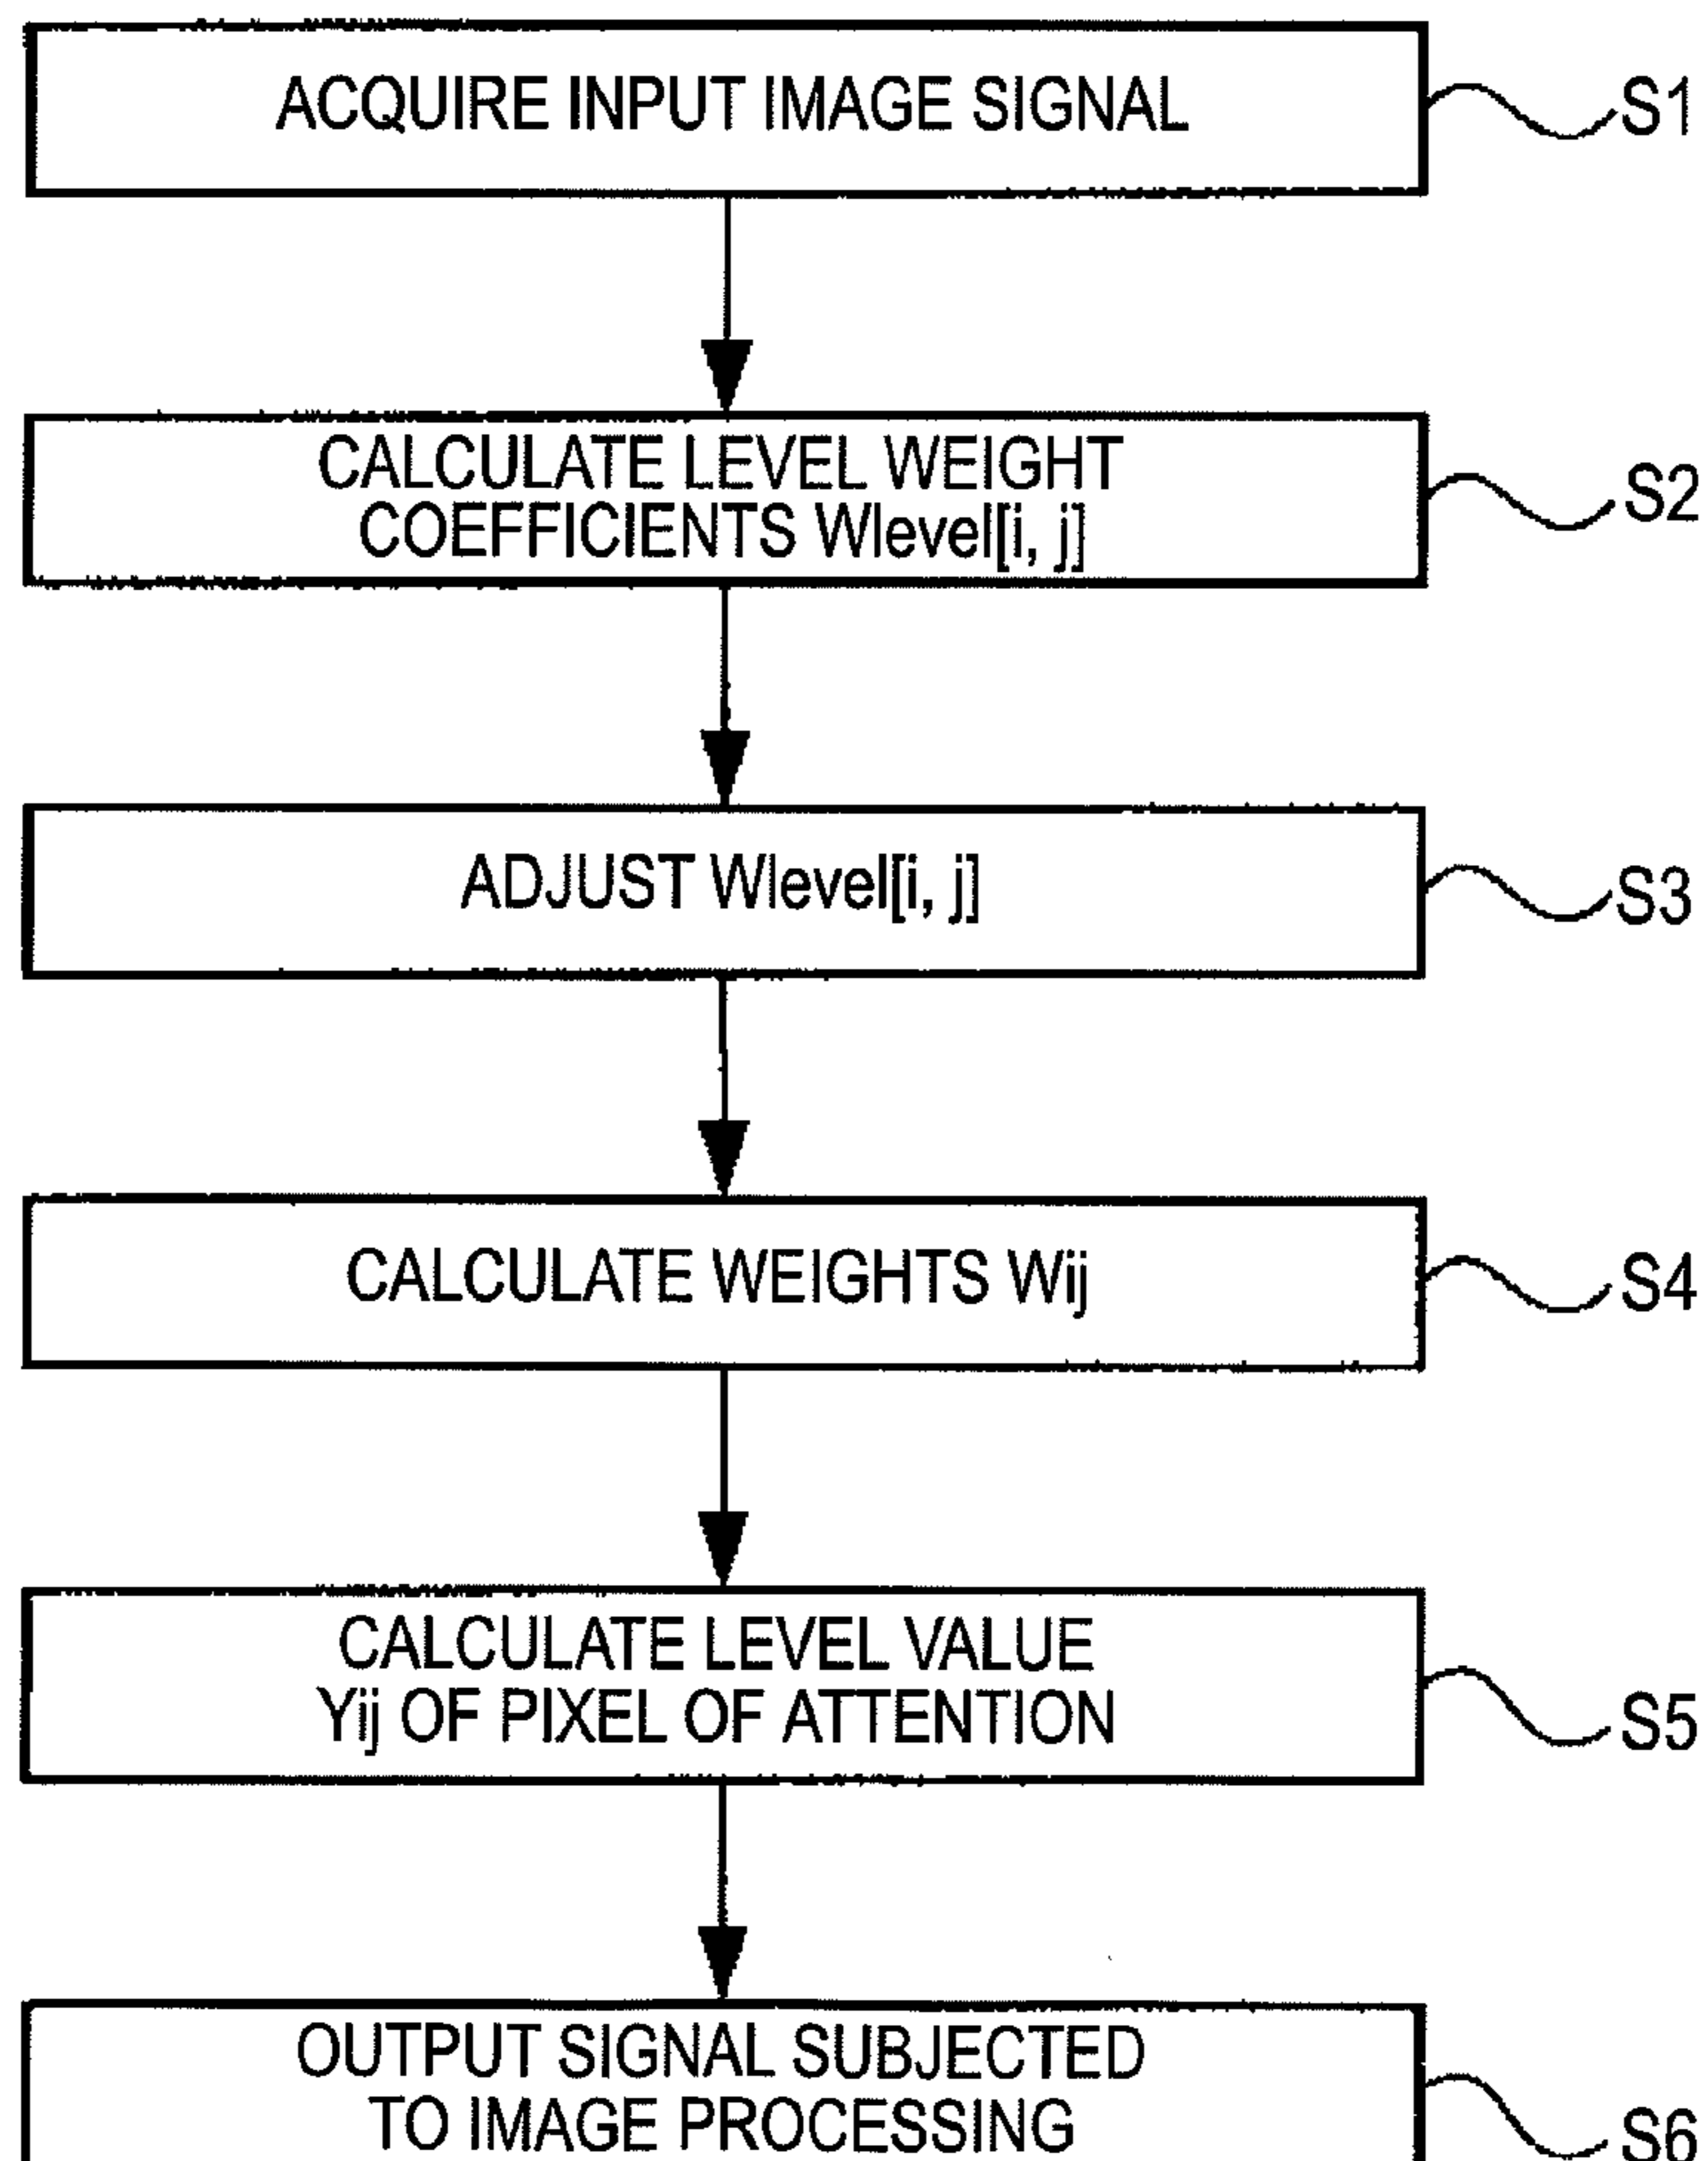 ACQUIRE INPUT IMAGE SIGNAL
S1
CALCULATE LEVEL WEIGHT
COEFFICIENTS Wlevel[i, j]
S2
ADJUST Wlevel[i, j]
S3
CALCULATE WEIGHTS Wij
S4
CALCULATE LEVEL VALUE
Yij OF PIXEL OF ATTENTION
S5
OUTPUT SIGNAL SUBJECTED
TO IMAGE PROCESSING
S6